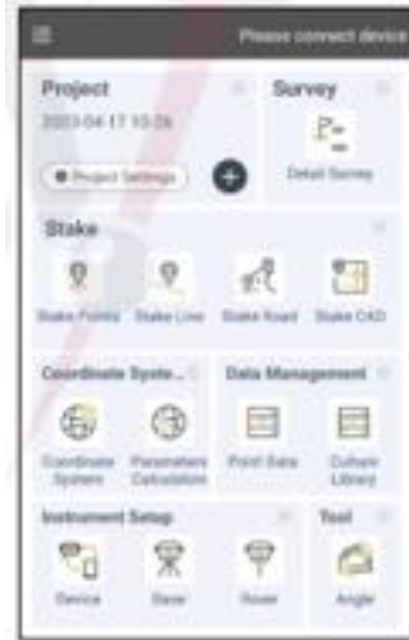 Please connect device
Project
Survey
2023-04-17 10:26
Project Settings
Detail Survey
Stake
Stake Points
Stake Line
Stake Road
Stake CAD
Coordinate Syste...
Data Management
Coordinate System
Parameters Calculation
Point Data
Culture Library
Instrument Setup
Tool
Device
Base
Rover
Angle